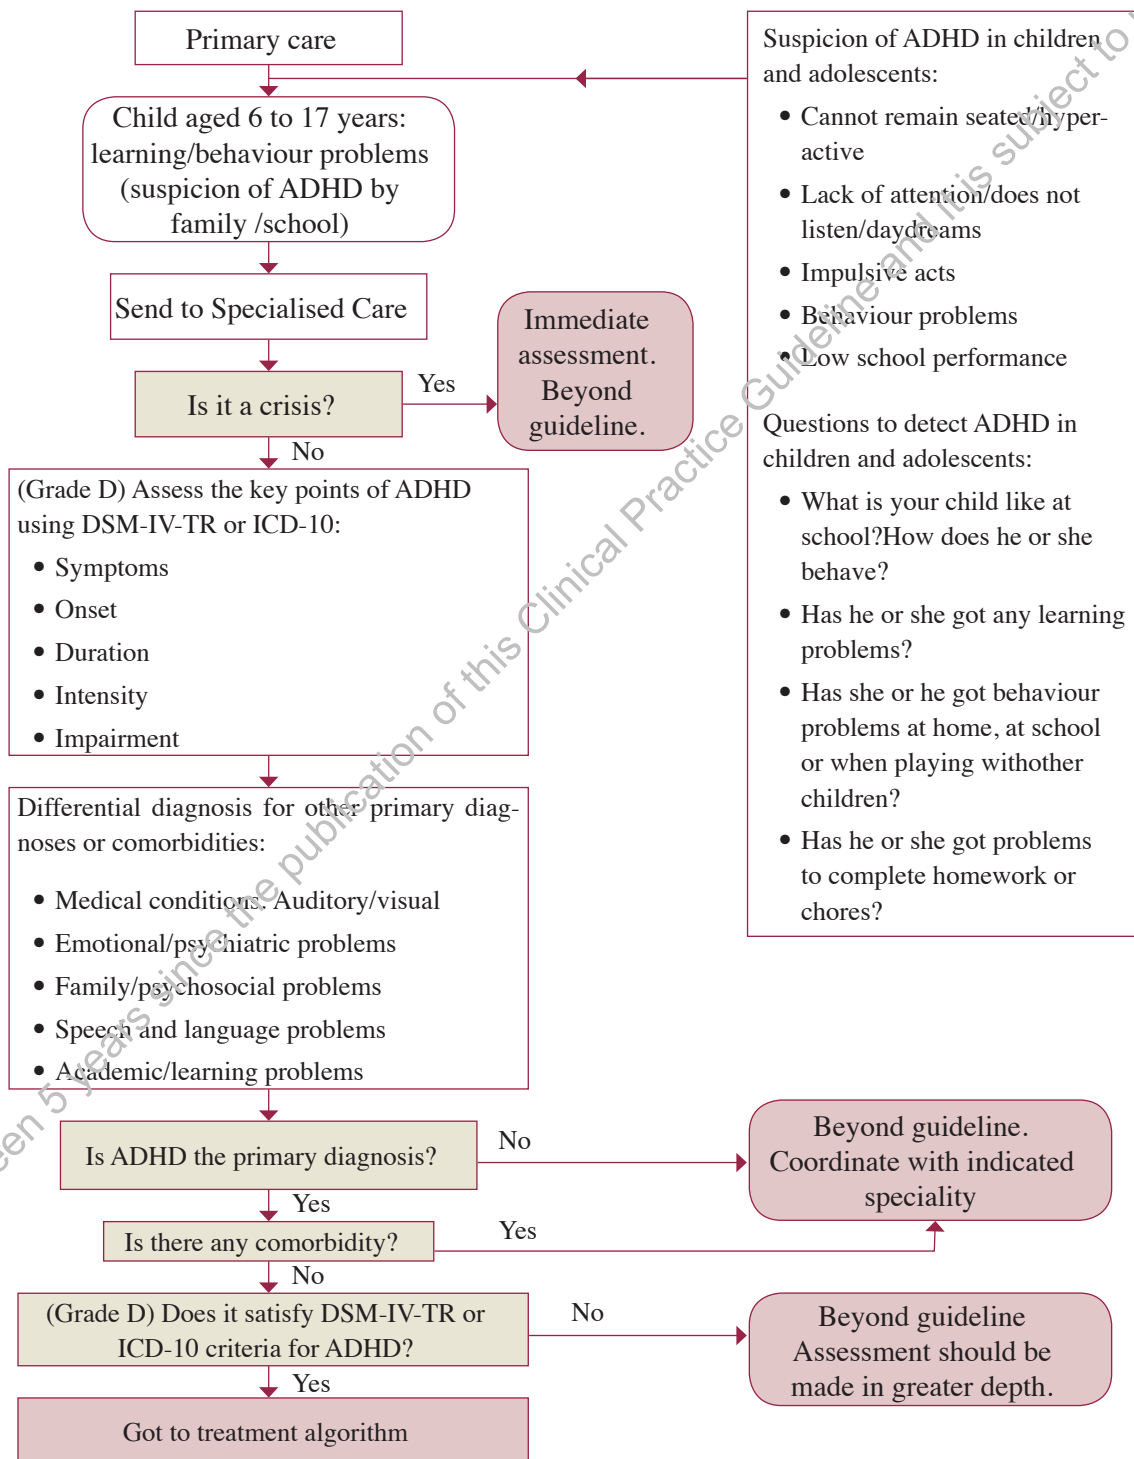 Primary care
Child aged 6 to 17 years:
learning/behaviour problems
(suspicion of ADHD by
family /school)
Send to Specialised Care
Is it a crisis?
Yes
Immediate
assessment.
Beyond
guideline.
No
(Grade D) Assess the key points of ADHD
using DSM-IV-TR or ICD-10:
• Symptoms
• Onset
• Duration
• Intensity
• Impairment
Differential diagnosis for other primary diag-
noses or comorbidities:
• Medical conditions. Auditory/visual
• Emotional/psychiatric problems
• Family/psychosocial problems
• Speech and language problems
• Academic/learning problems
Is ADHD the primary diagnosis?
No
Beyond guideline.
Coordinate with indicated
speciality
Yes
Is there any comorbidity?
Yes
No
(Grade D) Does it satisfy DSM-IV-TR or
ICD-10 criteria for ADHD?
No
Beyond guideline
Assessment should be
made in greater depth.
Yes
Got to treatment algorithm
Suspicion of ADHD in children
and adolescents:
• Cannot remain seated/hyper-
active
• Lack of attention/does not
listen/daydreams
• Impulsive acts
• Behaviour problems
• Low school performance
Questions to detect ADHD in
children and adolescents:
• What is your child like at
school?How does he or she
behave?
• Has he or she got any learning
problems?
• Has she or he got behaviour
problems at home, at school
or when playing withother
children?
• Has he or she got problems
to complete homework or
chores?
5 years since the publication of this Clinical Practice Guideline and it is subject to